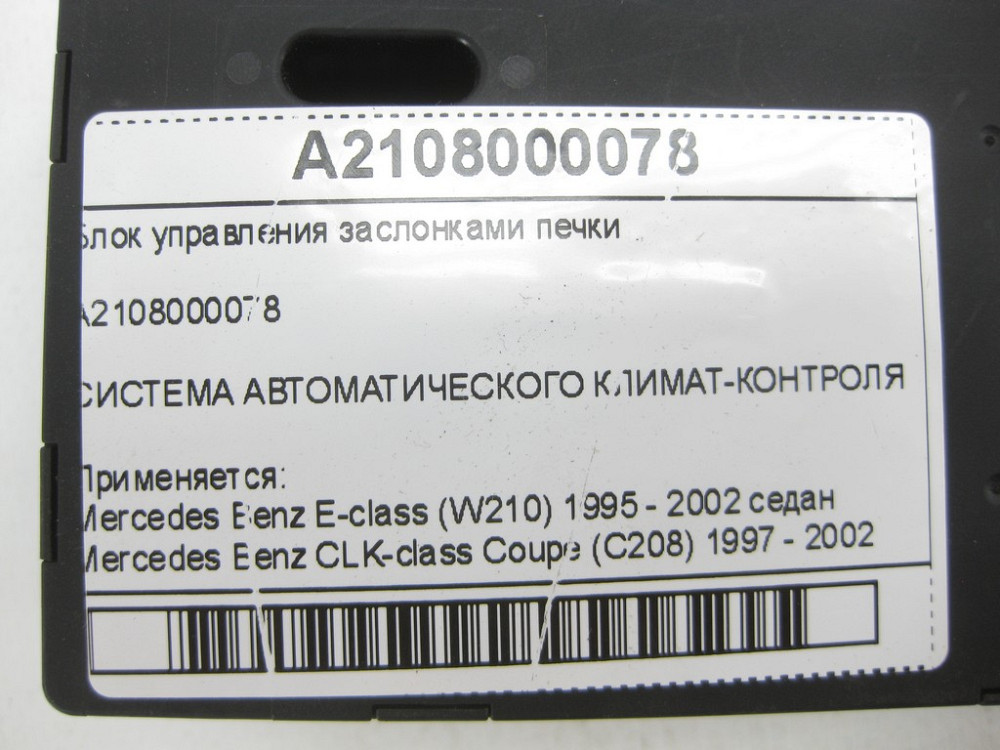 A2108000078
Блок управления заслонками печки
A2108000078
СИСТЕМА АВТОМАТИЧЕСКОГО КЛИМАТ-КОНТРОЛЯ
Применяется:
Mercedes Benz E-class (W210) 1995 - 2002 седан
Mercedes Benz CLK-class Coupe (C208) 1997 - 2002